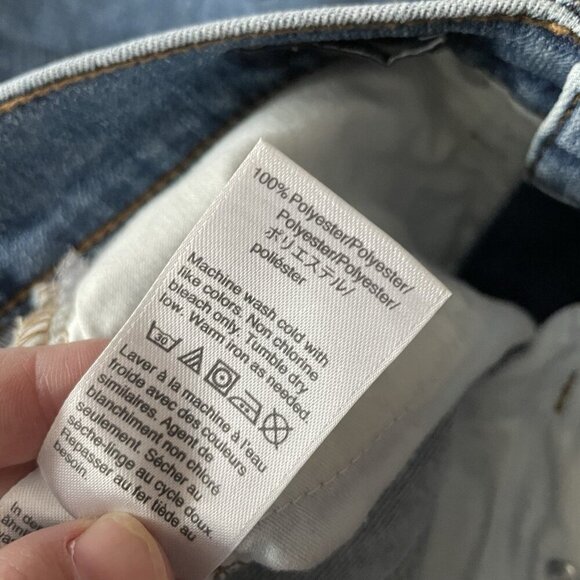 100% Polyester/Polyester/
Polyester/Polyester/
ポリエステル/
poliéster
Machine wash cold with
like colors. Non chlorine
bleach only. Tumble dry
low. Warm iron as needed.
30
Laver à la machine à l'eau
froide avec des couleurs
similaires. Agent de
blanchiment non chloré
seulement. Sécher au
sèche-linge au cycle doux.
Repasser au fer tiède au
besoin.
In der